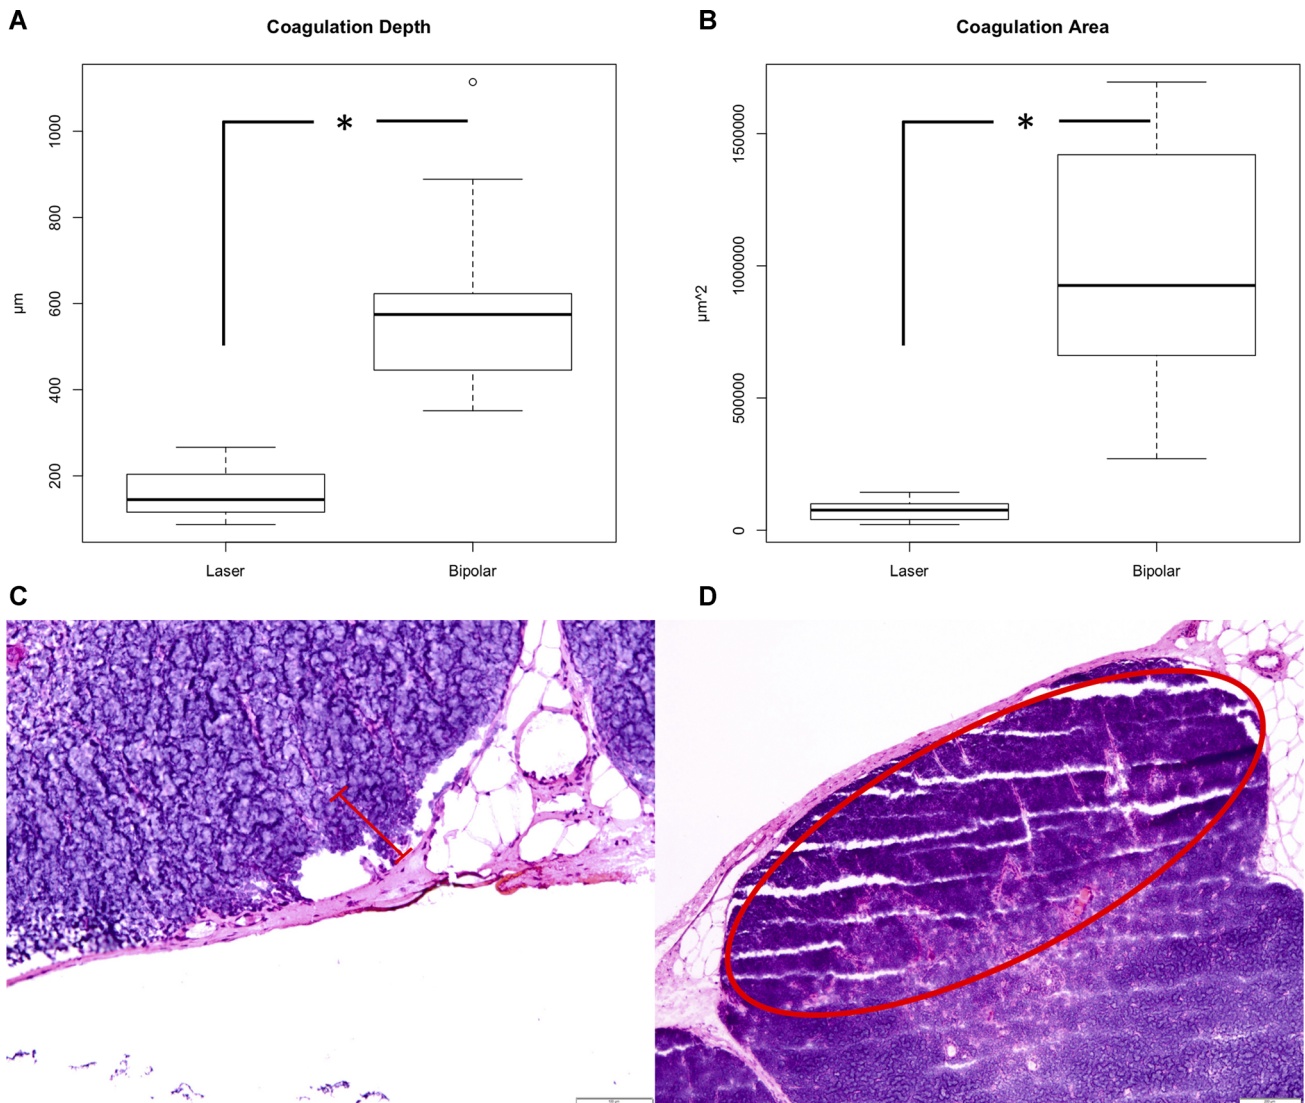 A
Coagulation Depth
µm
200
400
600
800
1000
*
Laser
Bipolar
B
Coagulation Area
µm^2
0
500000
1000000
1500000
*
Laser
Bipolar
C
D